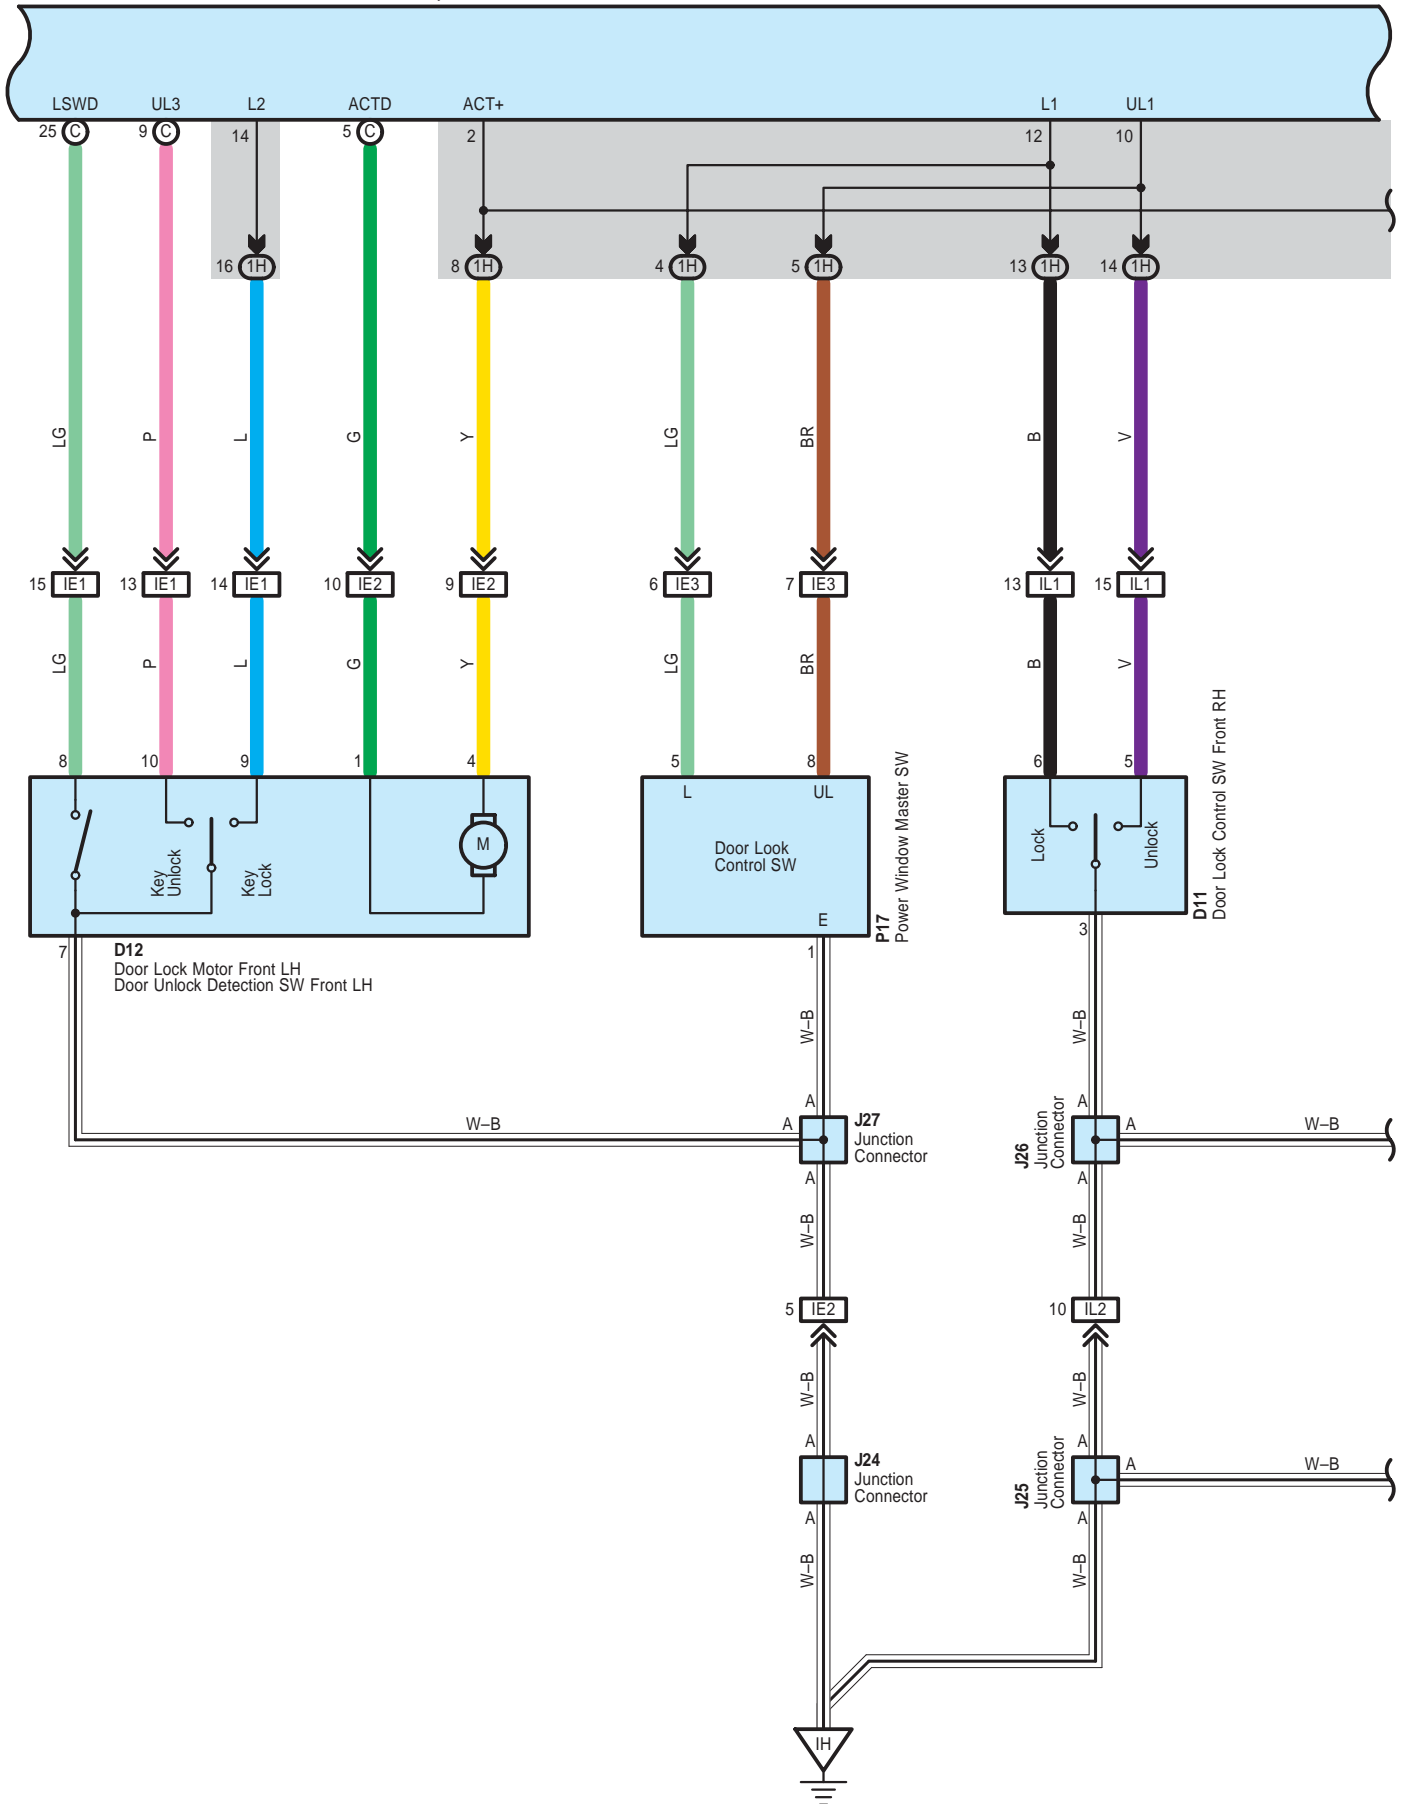 LSWD UL3 L2 ACTD ACT+ L1 UL1
25 C 9 C 14 5 C 2 12 10
16 1H 8 1H 4 1H 5 1H 13 1H 14 1H
LG P L G Y LG BR B V
15 IE1 13 IE1 14 IE1 10 IE2 9 IE2 6 IE3 7 IE3 13 IL1 15 IL1
LG P L G Y LG BR B V
8 10 9 1 4 5 8 6 5
L UL
Key
Unlock
Key
Lock
M
Door Look
Control SW
E
P17
Power Window Master SW
Lock
Unlock
D11
Door Lock Control SW Front RH
7
D12
Door Lock Motor Front LH
Door Unlock Detection SW Front LH
1
3
W–B W–B
A A
W–B A
J27
Junction
Connector
J26
Junction
Connector
A W–B
A A
W–B W–B
5 IE2 10 IL2
W–B W–B
A A
J24
Junction
Connector
J25
Junction
Connector
A W–B
A A
W–B W–B
IH